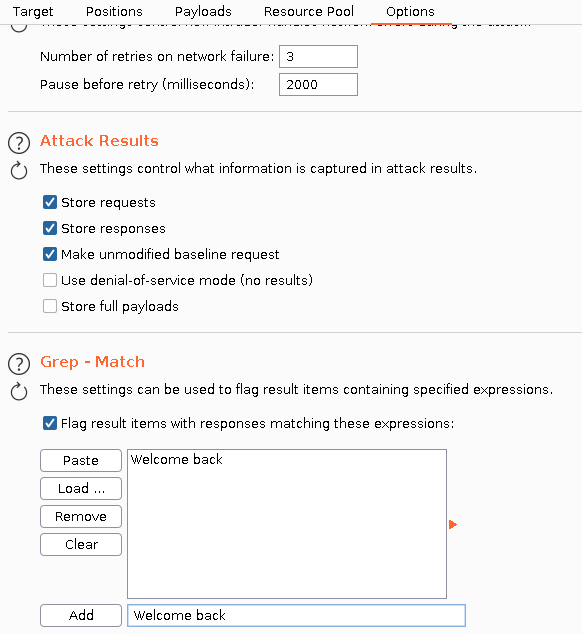 Target Positions Payloads Resource Pool Options
Number of retries on network failure: 3
Pause before retry (milliseconds): 2000
? Attack Results
These settings control what information is captured in attack results.
Store requests
Store responses
Make unmodified baseline request
Use denial-of-service mode (no results)
Store full payloads
? Grep - Match
These settings can be used to flag result items containing specified expressions.
Flag result items with responses matching these expressions:
Paste Welcome back
Load ...
Remove
Clear
Add Welcome back